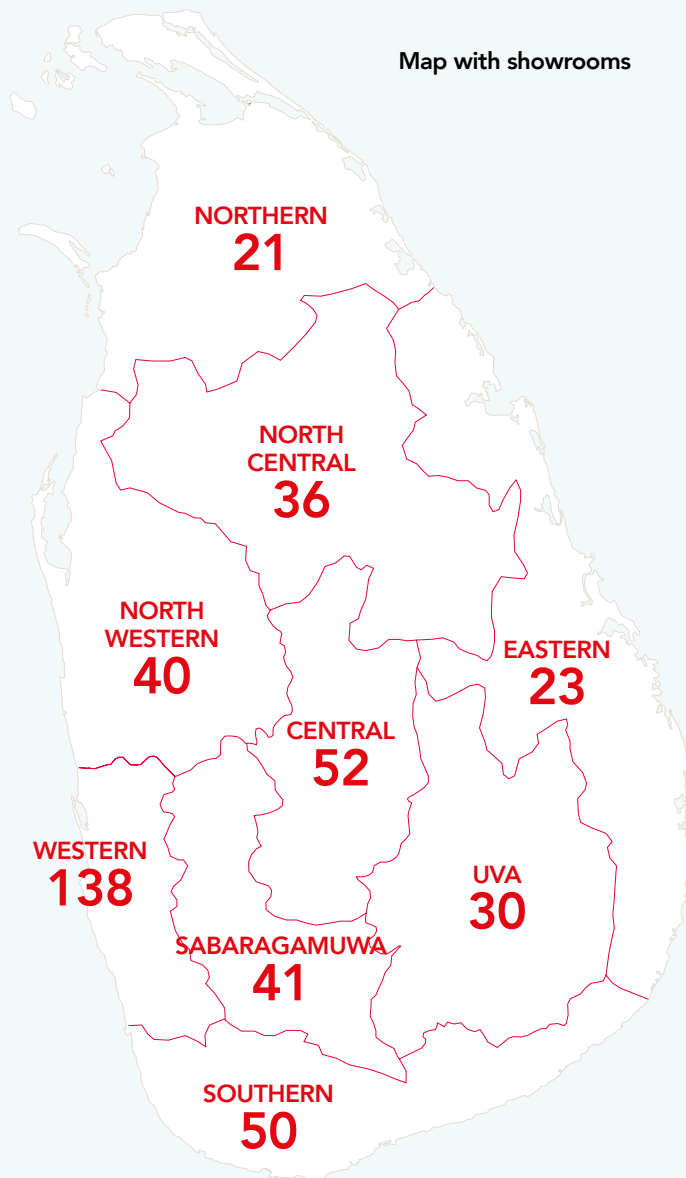 Map with showrooms
NORTHERN
21
NORTH
CENTRAL
36
NORTH
WESTERN
40
EASTERN
23
CENTRAL
52
WESTERN
138
UVA
30
SABARAGAMUWA
41
SOUTHERN
50